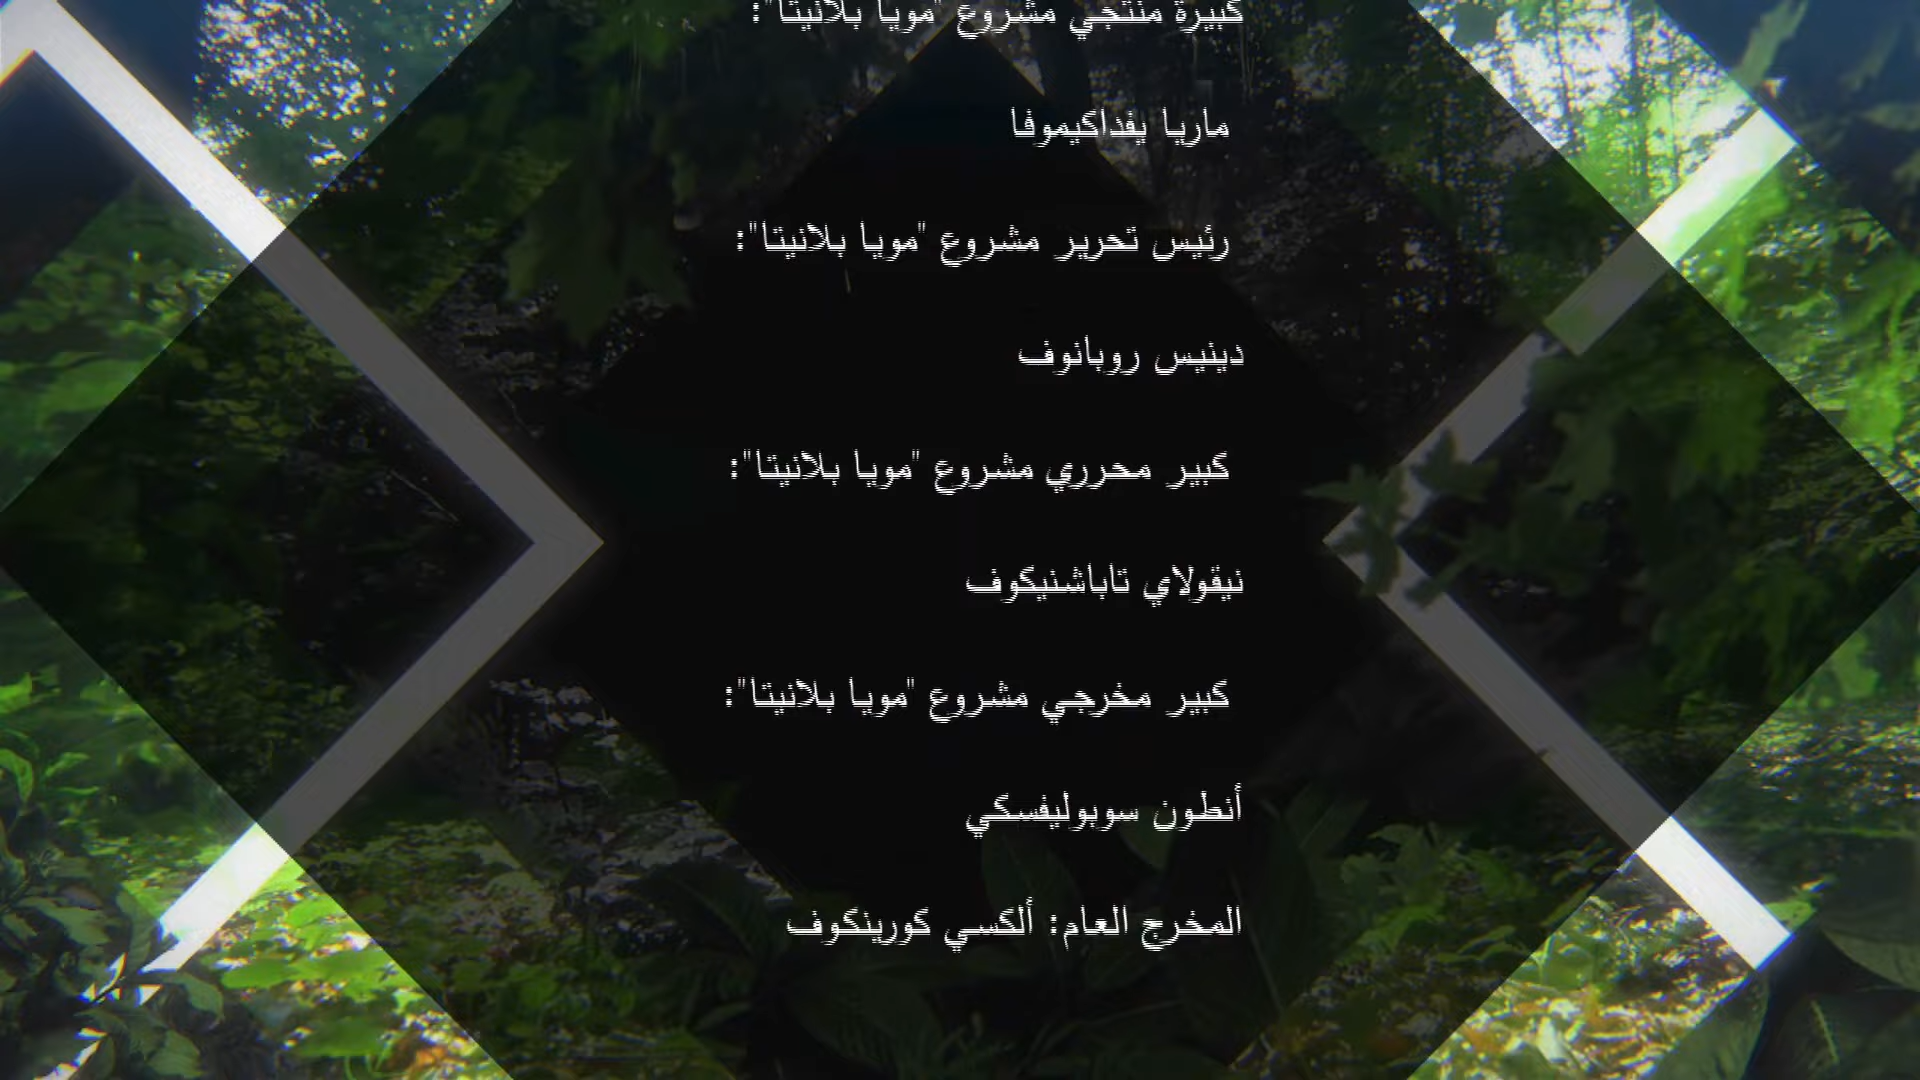 كبيرة منتجي مشروع "مويا بلانيتا":
ماريا يفداكيموفا
رئيس تحرير مشروع "مويا بلانيتا":
دينيس روبانوف
كبير محرري مشروع "مويا بلانيتا":
نيقولاي تاباشنيكوف
كبير مخرجي مشروع "مويا بلانيتا":
أنطون سوبوليفسكي
المخرج العام: ألكسي كورينكوف